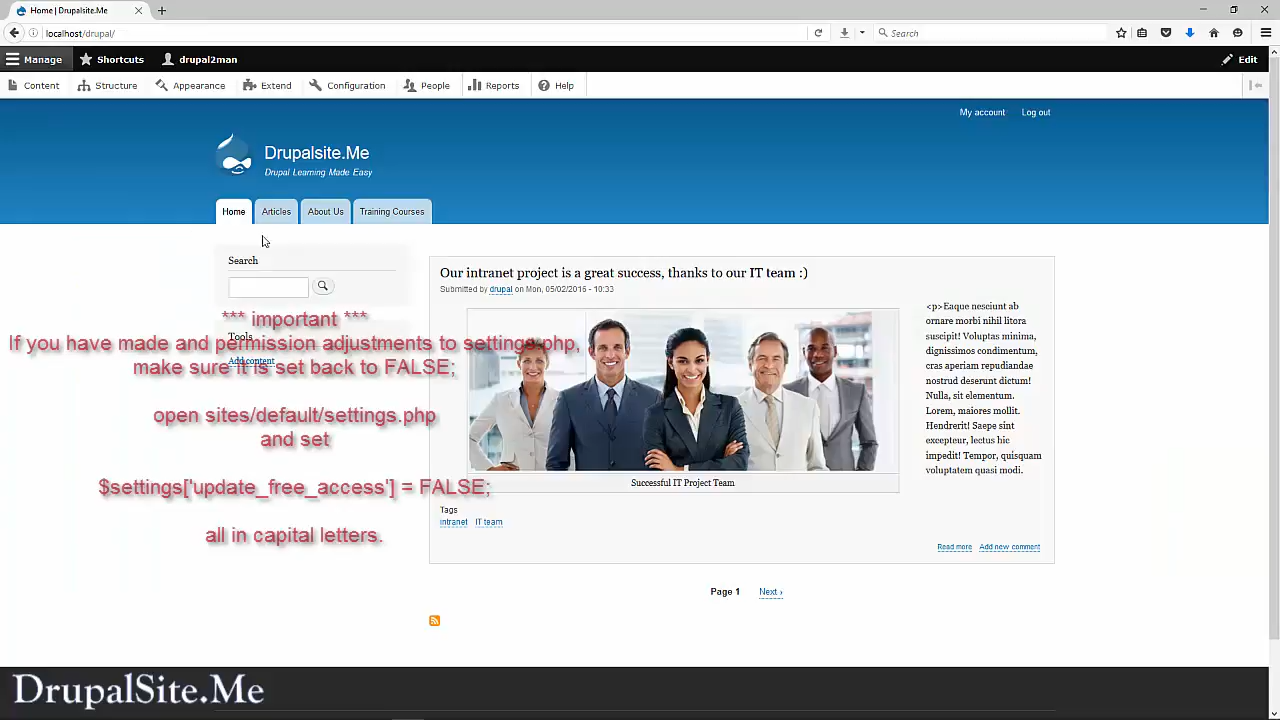 Home | Drupalsite.Me
localhost/drupal/
Search
Manage
Shortcuts
drupal2man
Edit
Content
Structure
Appearance
Extend
Configuration
People
Reports
Help
My account
Log out
Drupalsite.Me
Drupal Learning Made Easy
Home
Articles
About Us
Training Courses
Search
Tools
Add content
*** important ***
If you have made and permission adjustments to settings.php,
make sure it is set back to FALSE;
open sites/default/settings.php
and set
$settings['update_free_access'] = FALSE;
all in capital letters.
Our intranet project is a great success, thanks to our IT team :)
Submitted by drupal on Mon, 05/02/2016 - 10:33
<p>Eaque nesciunt ab
ornare morbi nihil litora
suscipit! Voluptas minima,
dignissimos condimentum,
cras aperiam repudiandae
nostrud deserunt dictum!
Nulla, sit elementum.
Lorem, maiores mollit.
Hendrerit! Saepe sint
excepteur, lectus hic
impedit! Tempor, quisquam
voluptatem quasi modi.
Successful IT Project Team
Tags
intranet
IT team
Read more
Add new comment
Page 1
Next ›
DrupalSite.Me